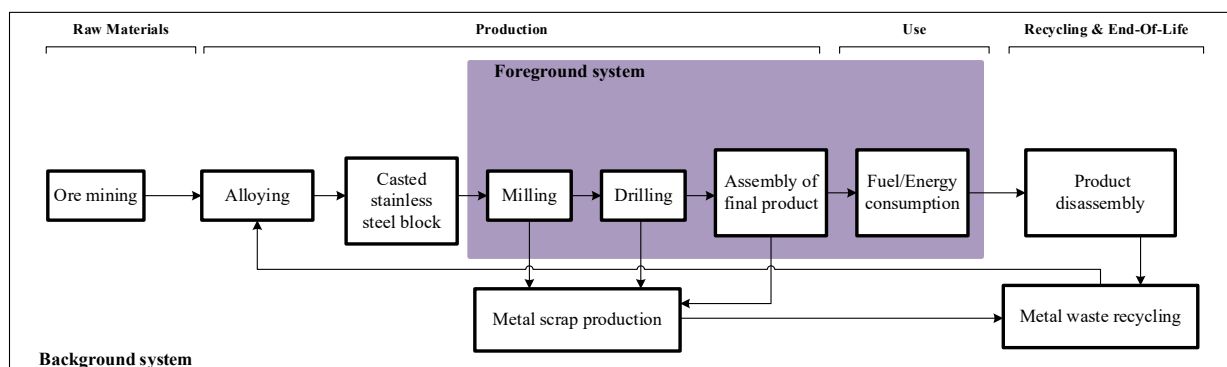 Raw Materials
Production
Use
Recycling & End-Of-Life
Foreground system
Ore mining
Alloying
Casted
stainless
steel block
Milling
Drilling
Assembly of
final product
Fuel/Energy
consumption
Product
disassembly
Metal scrap production
Metal waste recycling
Background system